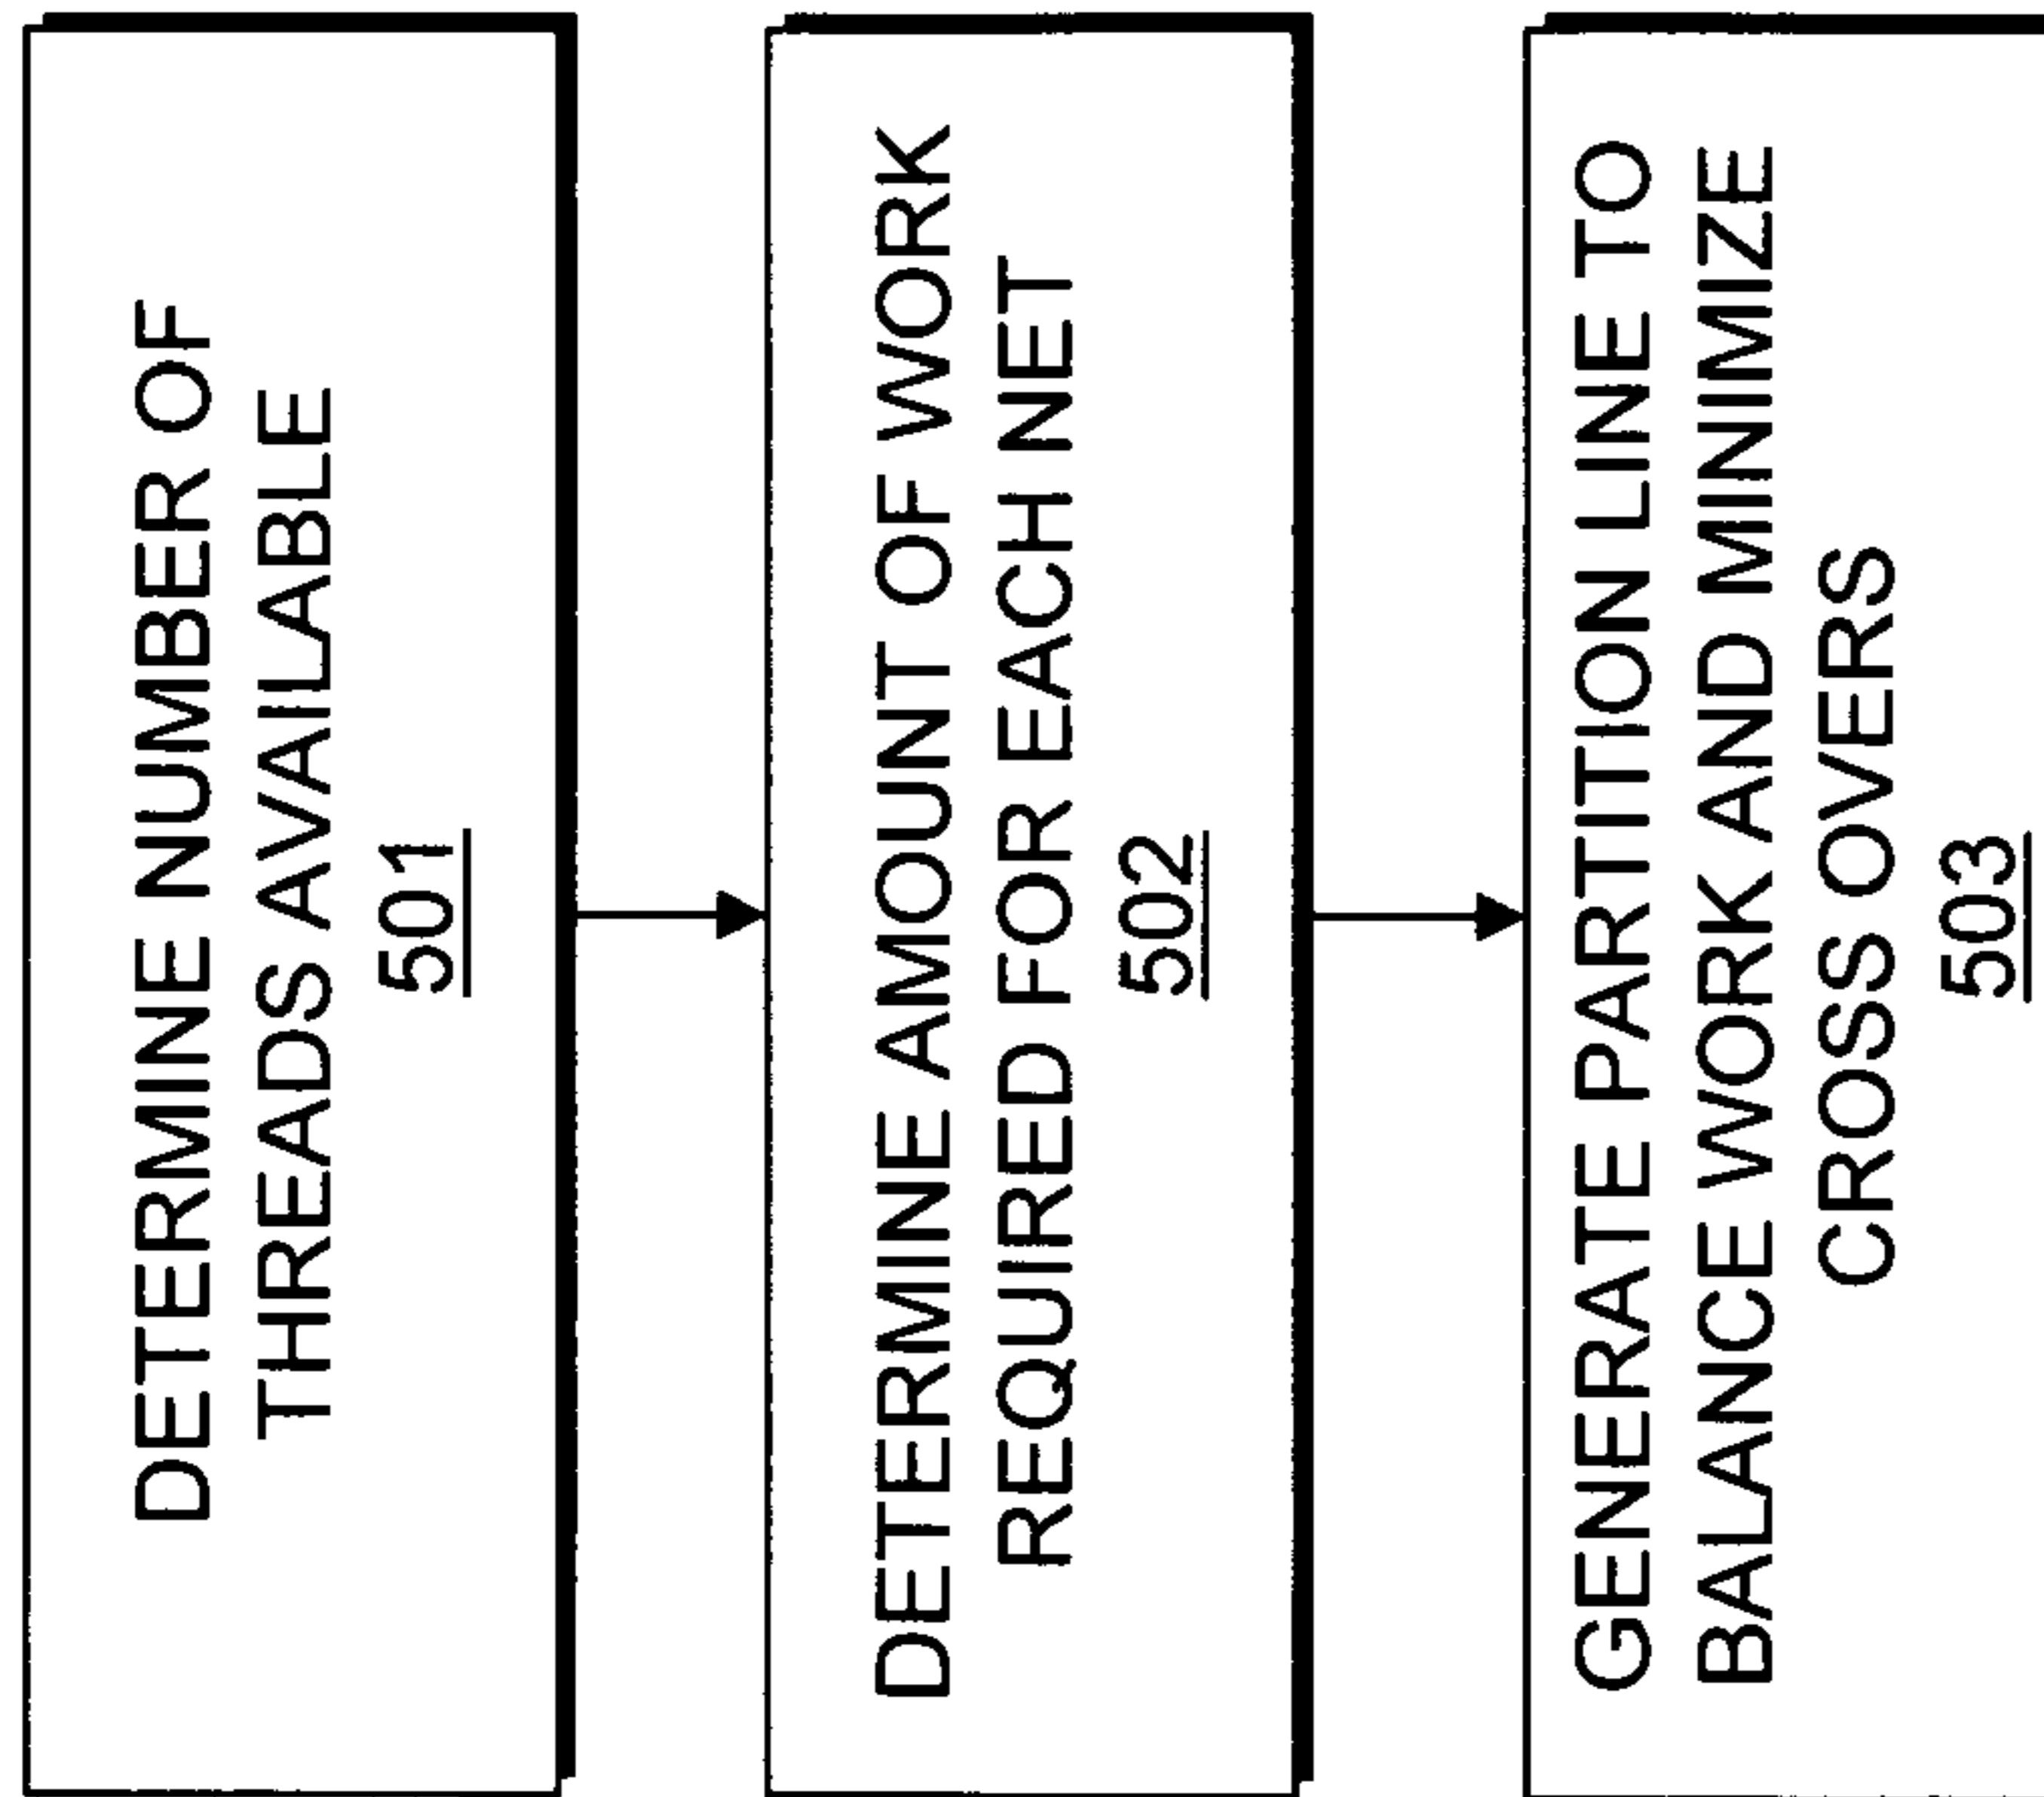 DETERMINE NUMBER OF
THREADS AVAILABLE
501
DETERMINE AMOUNT OF WORK
REQUIRED FOR EACH NET
502
GENERATE PARTITION LINE TO
BALANCE WORK AND MINIMIZE
CROSS OVERS
503